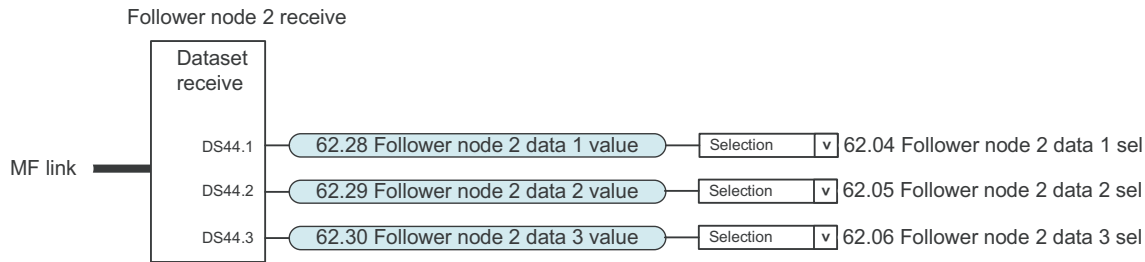 Follower node 2 receive
Dataset
receive
MF link
DS44.1
62.28 Follower node 2 data 1 value
Selection
v
62.04 Follower node 2 data 1 sel
DS44.2
62.29 Follower node 2 data 2 value
Selection
v
62.05 Follower node 2 data 2 sel
DS44.3
62.30 Follower node 2 data 3 value
Selection
v
62.06 Follower node 2 data 3 sel